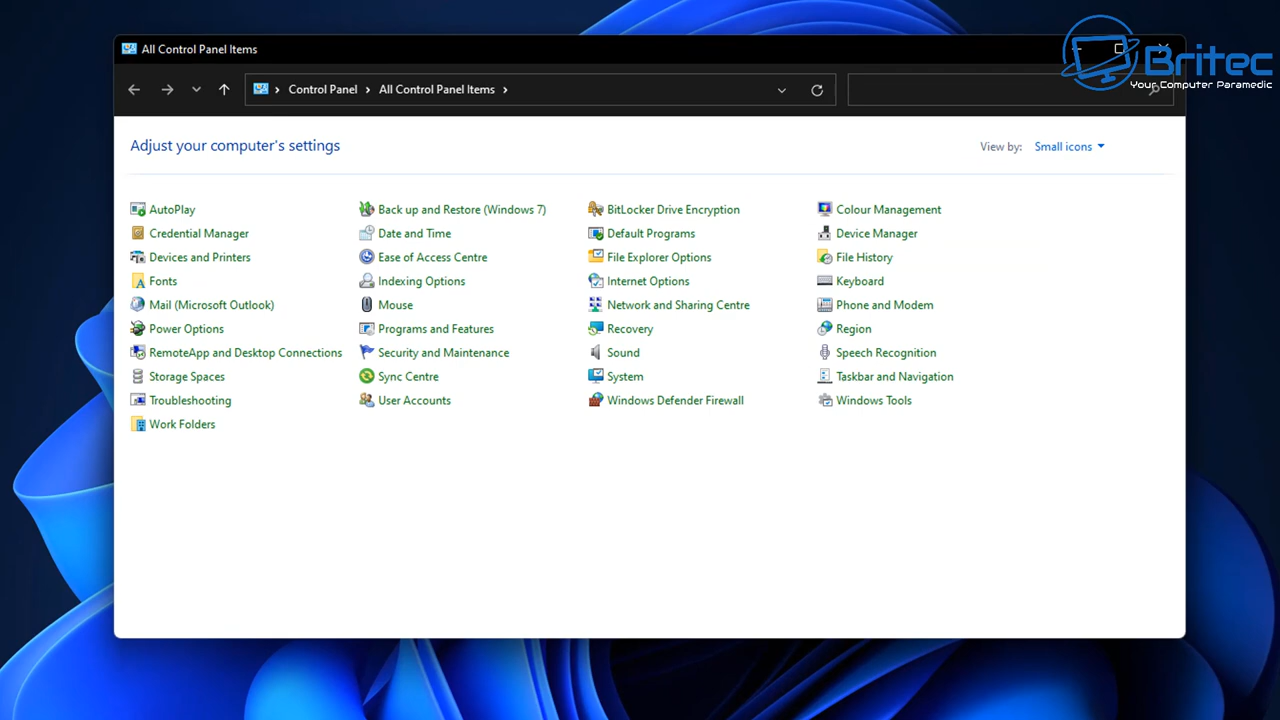 All Control Panel Items
Britec
Your Computer Paramedic
Control Panel > All Control Panel Items >
Adjust your computer's settings
View by: Small icons
AutoPlay
Back up and Restore (Windows 7)
BitLocker Drive Encryption
Colour Management
Credential Manager
Date and Time
Default Programs
Device Manager
Devices and Printers
Ease of Access Centre
File Explorer Options
File History
Fonts
Indexing Options
Internet Options
Keyboard
Mail (Microsoft Outlook)
Mouse
Network and Sharing Centre
Phone and Modem
Power Options
Programs and Features
Recovery
Region
RemoteApp and Desktop Connections
Security and Maintenance
Sound
Speech Recognition
Storage Spaces
Sync Centre
System
Taskbar and Navigation
Troubleshooting
User Accounts
Windows Defender Firewall
Windows Tools
Work Folders